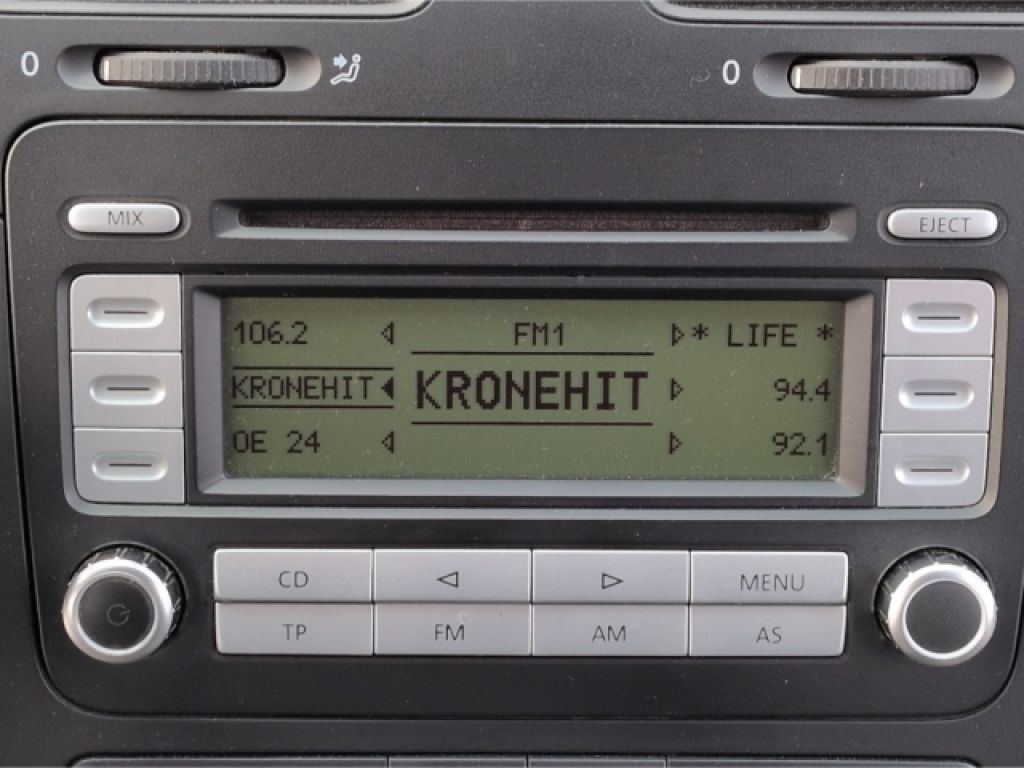 0 0
MIX EJECT
106.2 FM1 * LIFE *
KRONEHIT KRONEHIT 94.4
OE 24 92.1
CD MENU
TP FM AM AS